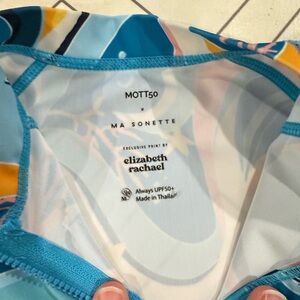 MOTT50
x
MA SONETTE
EXCLUSIVE PRINT BY
elizabeth
rachael
Always UPF50+
Made in Thailand